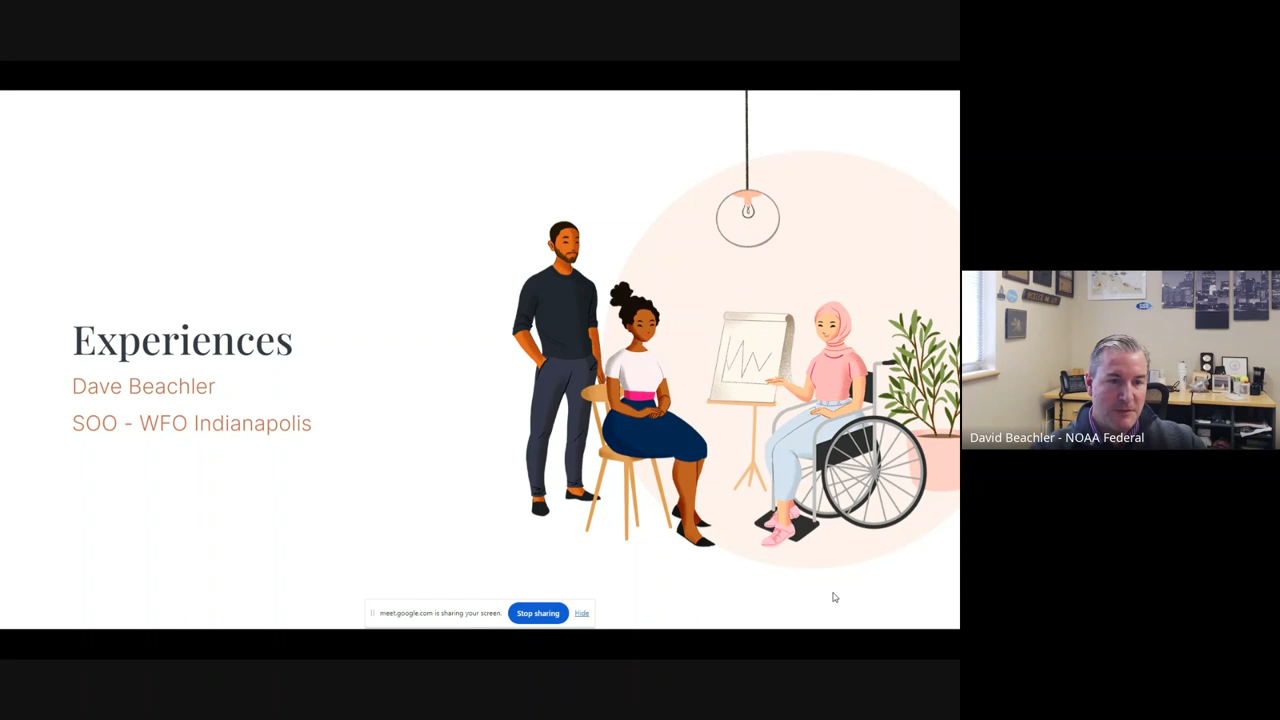 Experiences
Dave Beachler
SOO - WFO Indianapolis
meet.google.com is sharing your screen.
Stop sharing
Hide
David Beachler - NOAA Federal